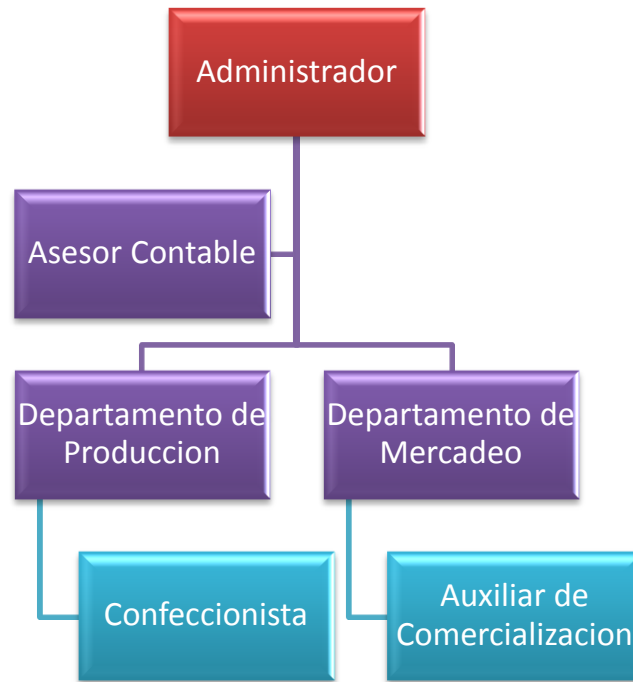 Administrador
Asesor Contable
Departamento de
Produccion
Departamento de
Mercadeo
Confeccionista
Auxiliar de
Comercializacion